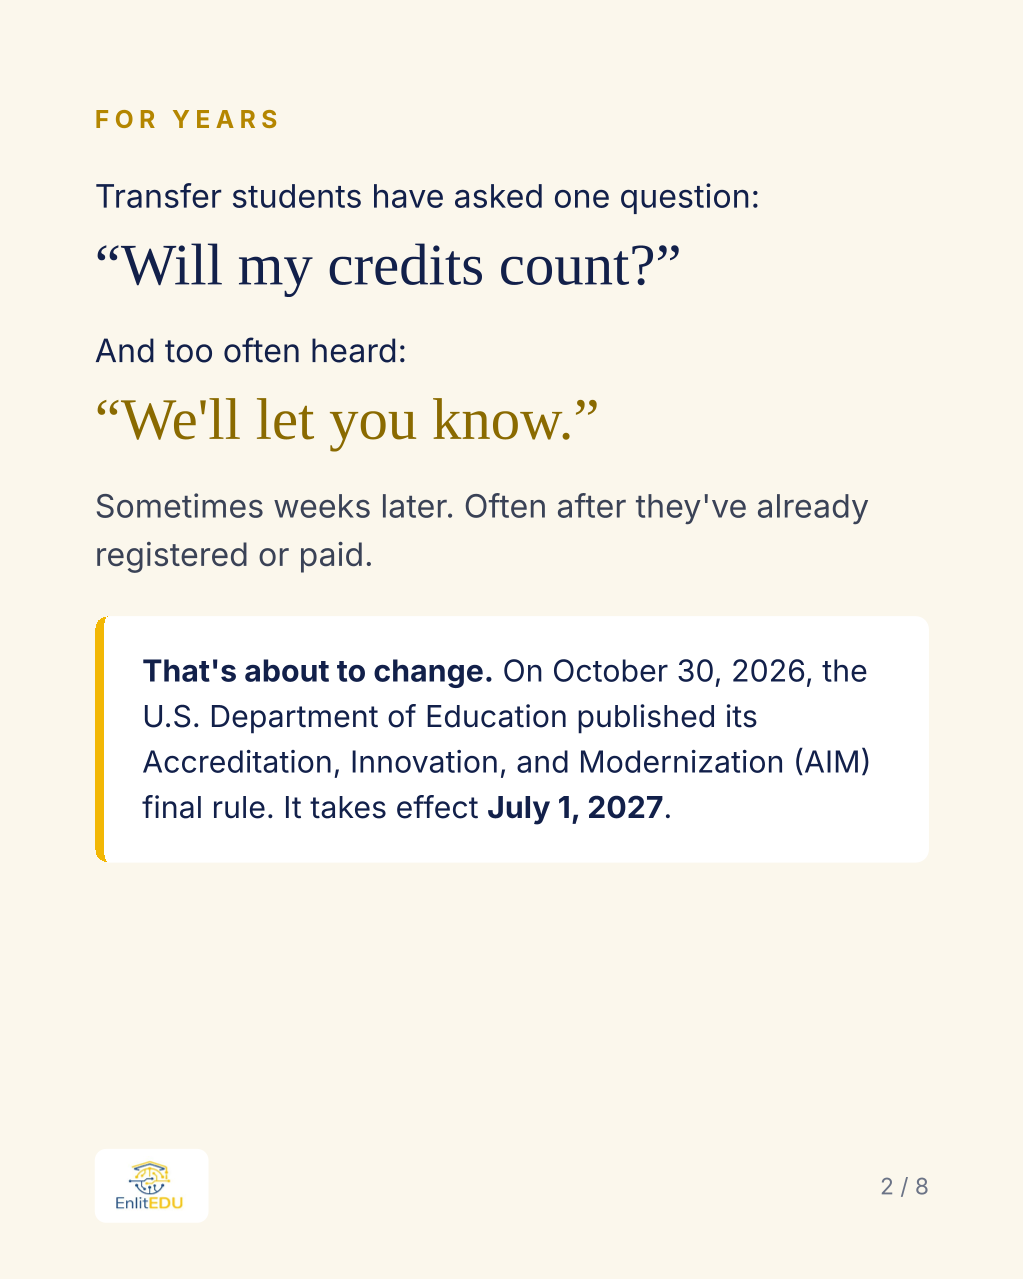 FOR YEARS
Transfer students have asked one question:
“Will my credits count?”
And too often heard:
“We'll let you know.”
Sometimes weeks later. Often after they've already
registered or paid.
That's about to change. On October 30, 2026, the
U.S. Department of Education published its
Accreditation, Innovation, and Modernization (AIM)
final rule. It takes effect July 1, 2027.
EnlitEDU
2 / 8